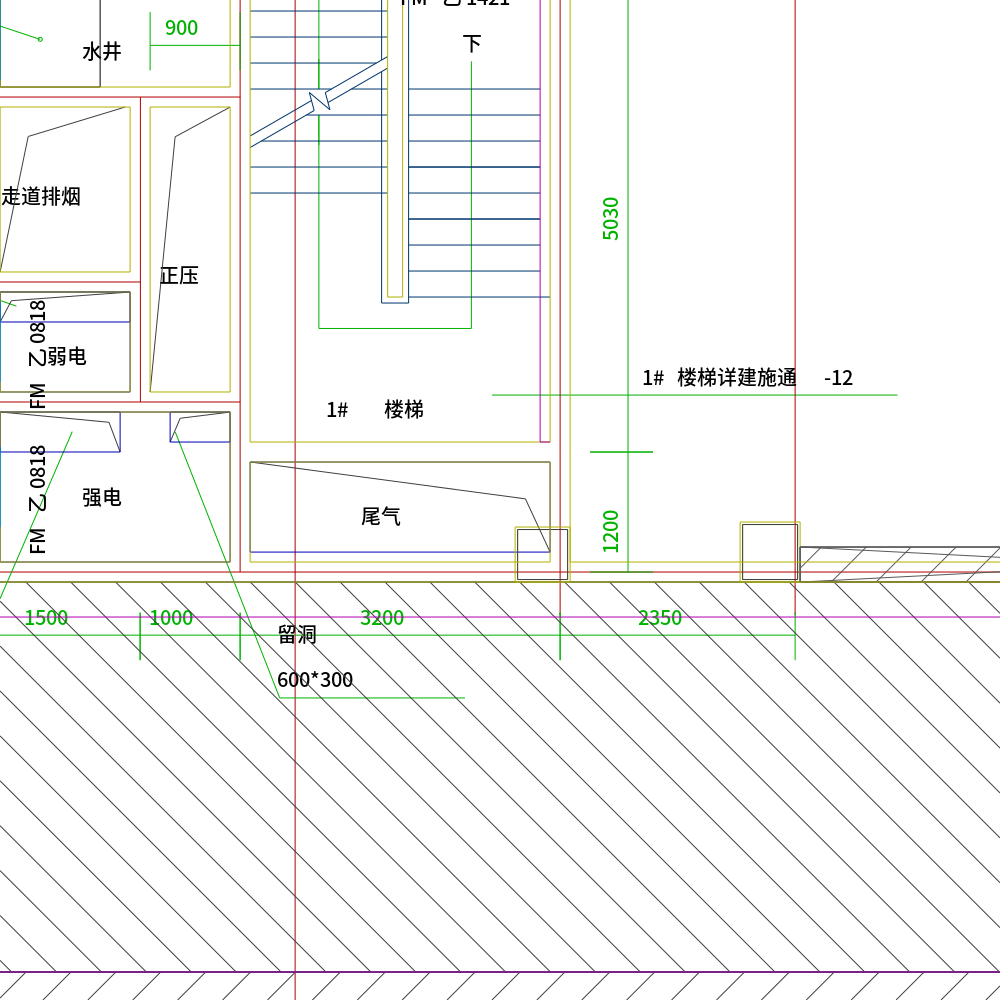 FM 乙 1421
900
下
水井
走道排烟
5030
正压
FM 乙 0818
弱电
1# 楼梯详建施通 -12
1# 楼梯
FM 乙 0818
强电
尾气
1200
1500
1000
3200
2350
留洞
600*300